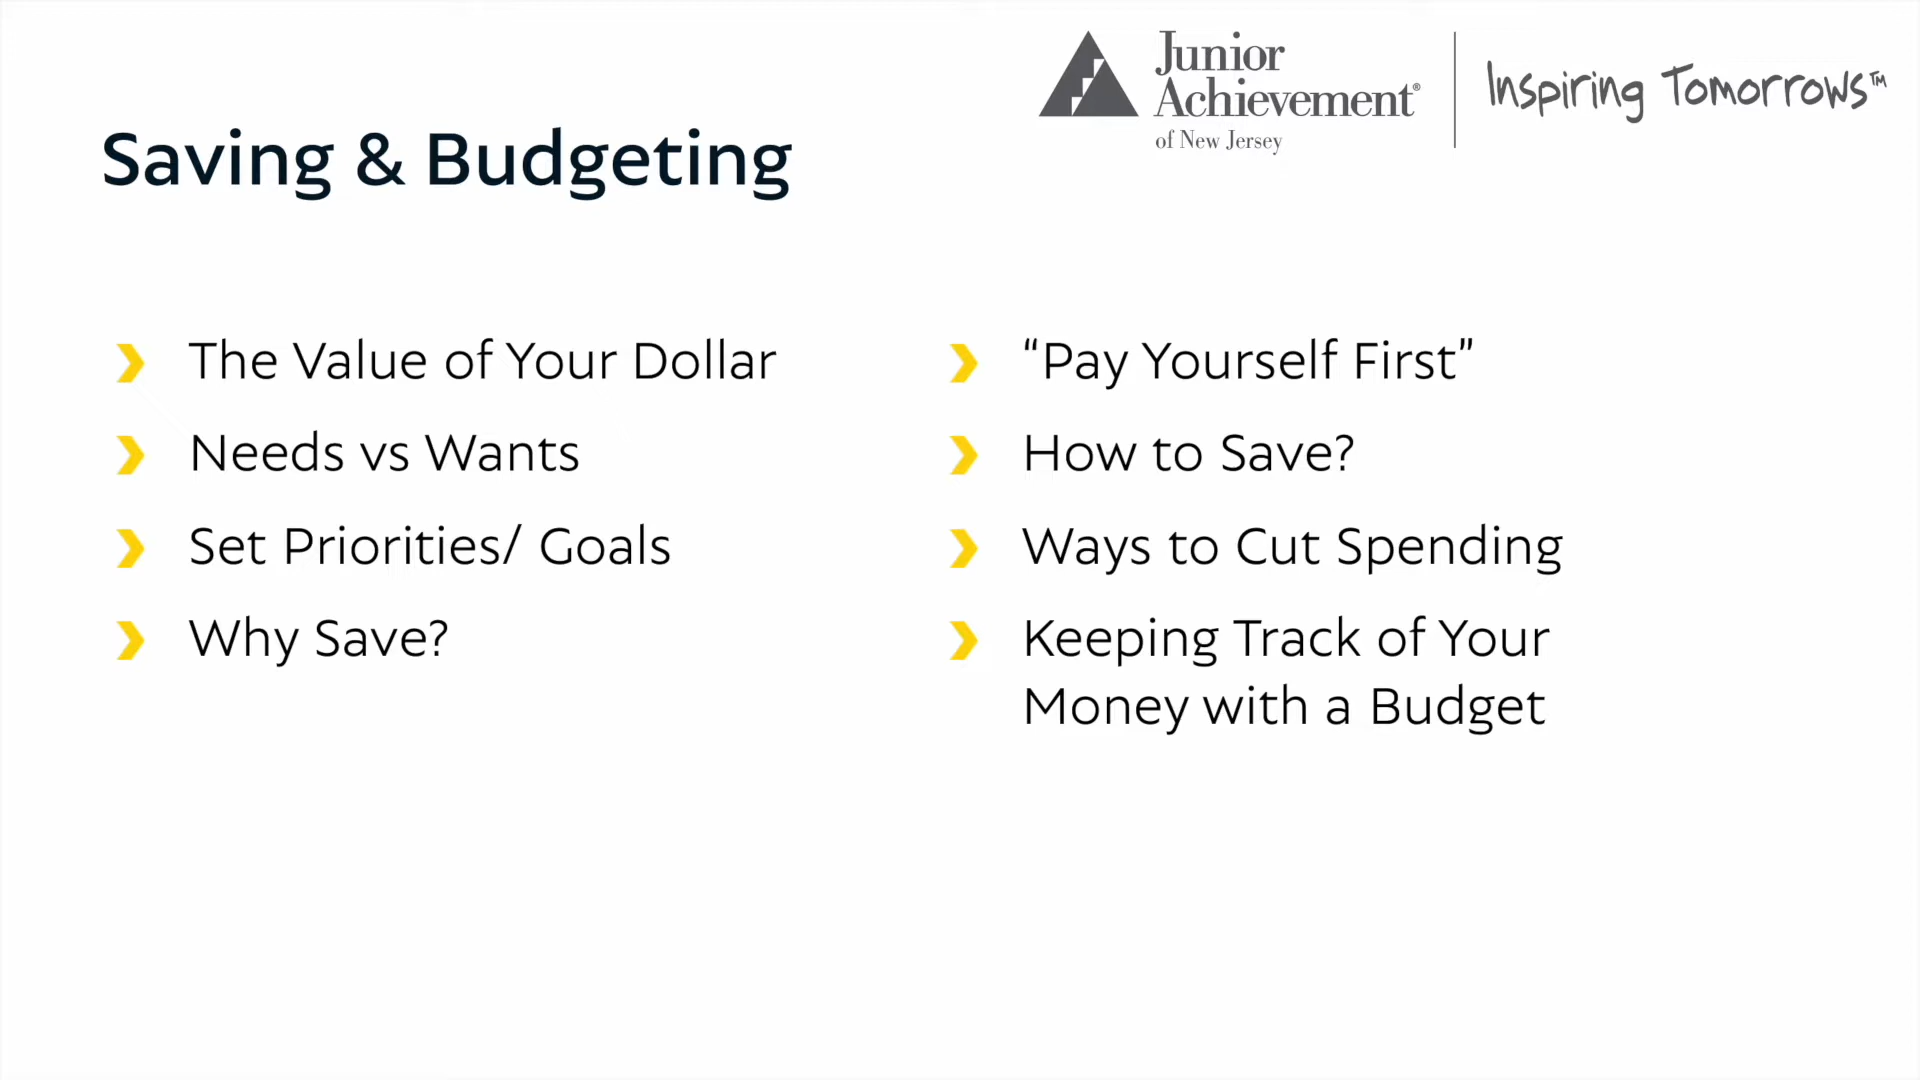 Junior
Achievement®
of New Jersey
Inspiring Tomorrows™
Saving & Budgeting
The Value of Your Dollar
Needs vs Wants
Set Priorities/ Goals
Why Save?
“Pay Yourself First”
How to Save?
Ways to Cut Spending
Keeping Track of Your
Money with a Budget